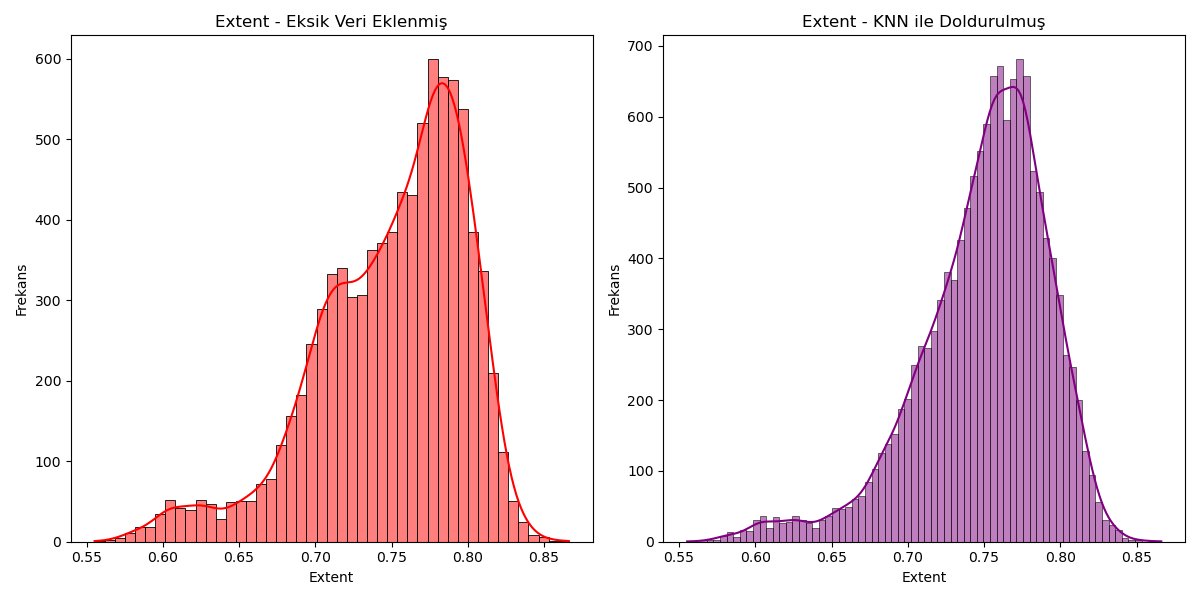 Extent - Eksik Veri Eklenmiş
Frekans
600
500
400
300
200
100
0
0.55 0.60 0.65 0.70 0.75 0.80 0.85
Extent
Extent - KNN ile Doldurulmuş
Frekans
700
600
500
400
300
200
100
0
0.55 0.60 0.65 0.70 0.75 0.80 0.85
Extent